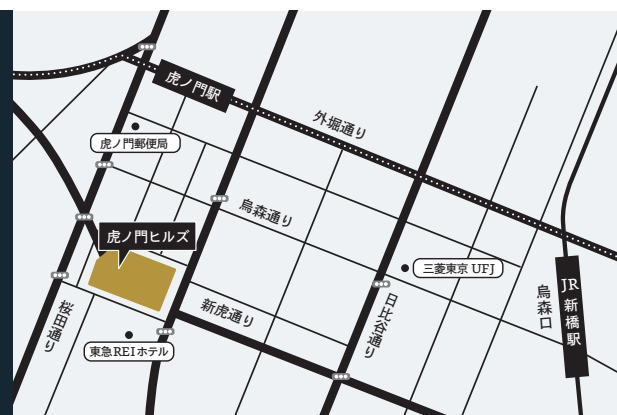 虎ノ門駅
外堀通り
虎ノ門郵便局
烏森通り
虎ノ門ヒルズ
三菱東京 UFJ
JR新橋駅
烏森口
新虎通り
日比谷通り
桜田通り
東急REIホテル